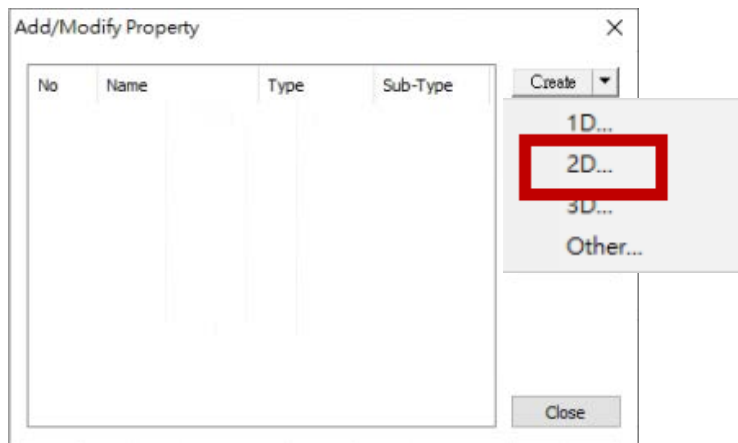 Add/Modify Property
No Name Type Sub-Type Create
1D...
2D...
3D...
Other...
Close